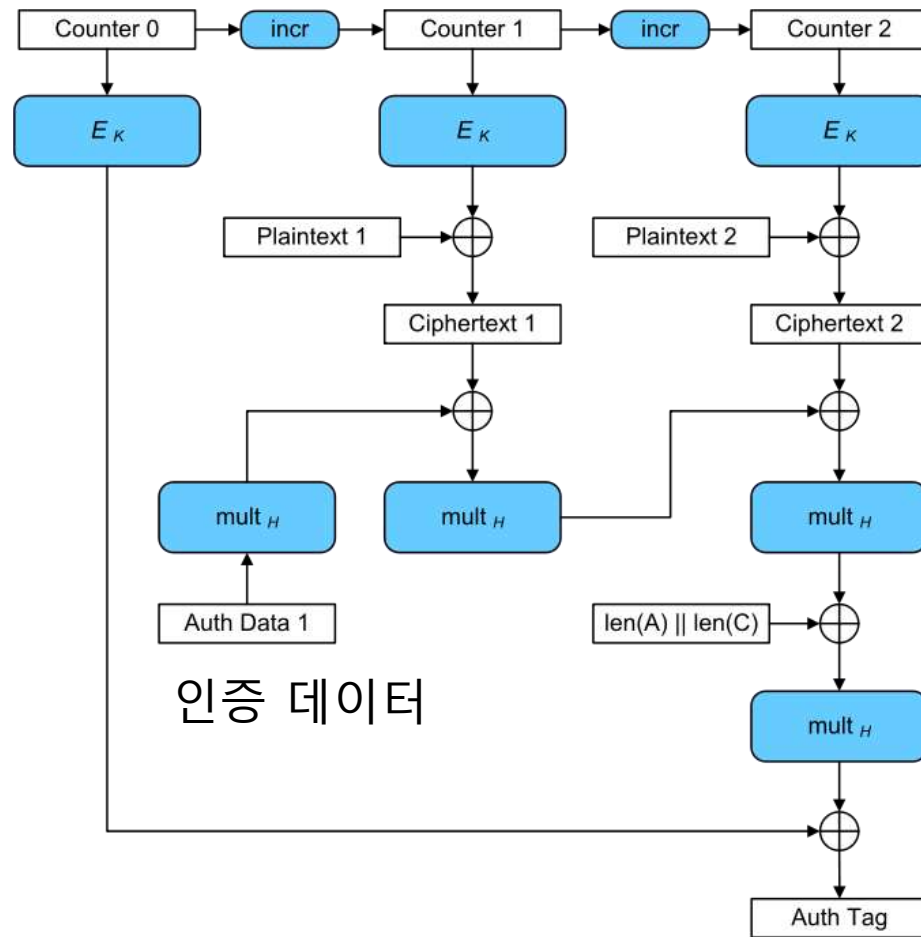 Counter 0
incr
Counter 1
incr
Counter 2
E K
E K
E K
Plaintext 1
Plaintext 2
Ciphertext 1
Ciphertext 2
mult H
mult H
mult H
Auth Data 1
len(A) || len(C)
인증 데이터
mult H
Auth Tag